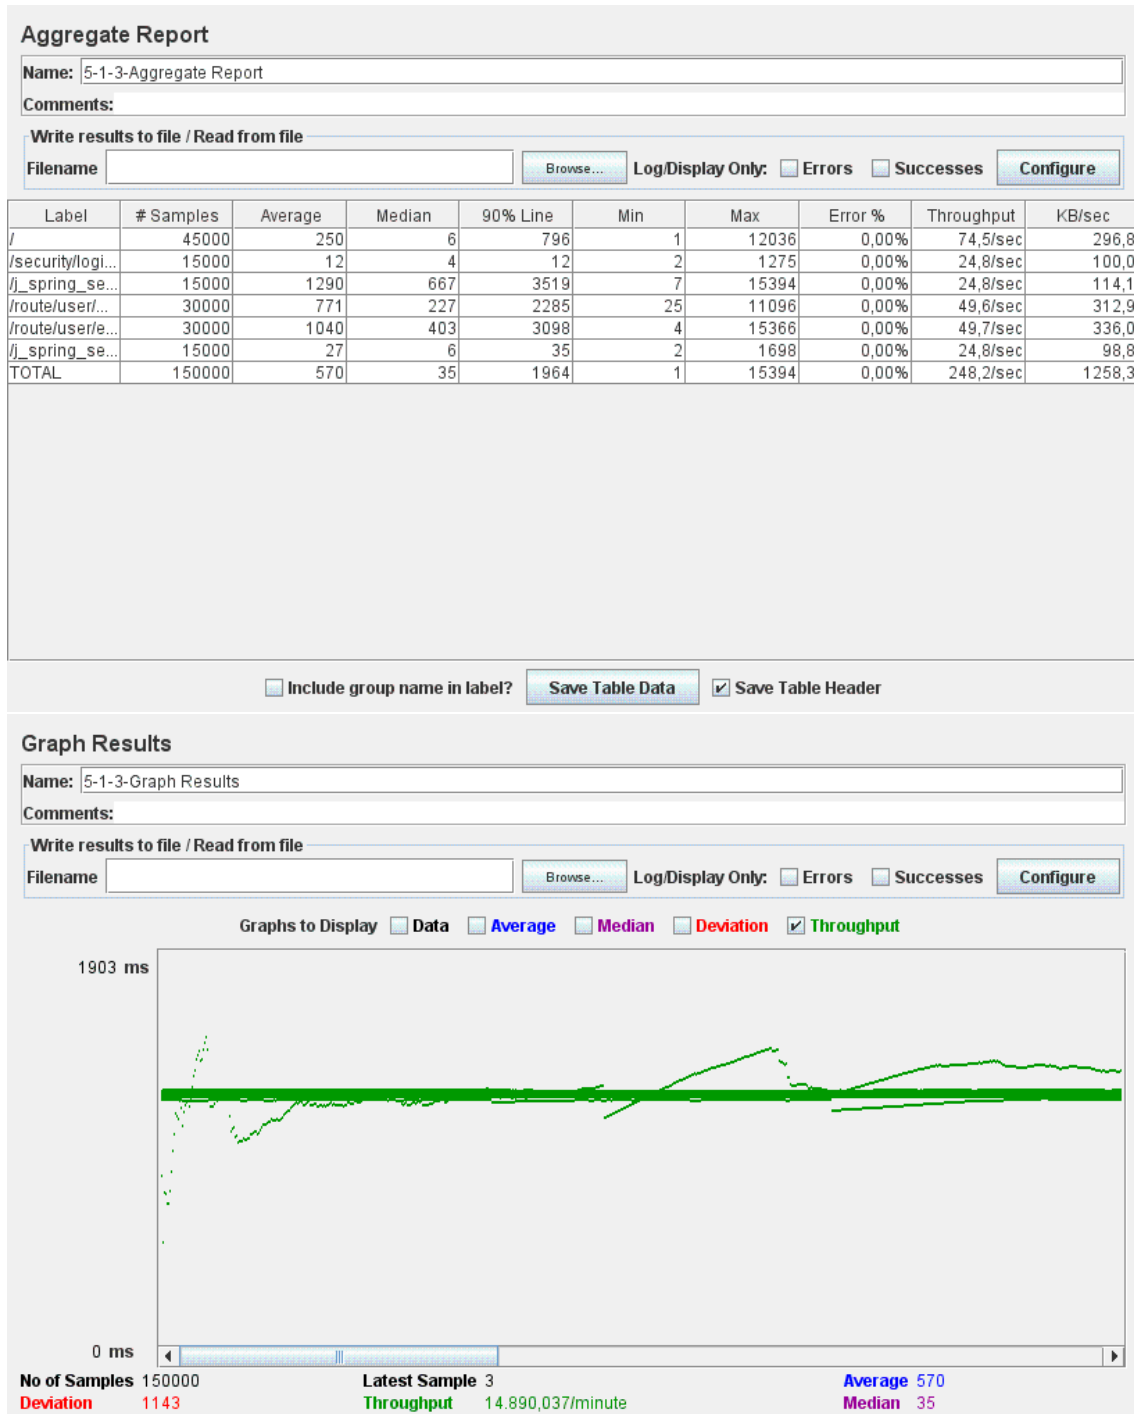 Aggregate Report
Name: 5-1-3-Aggregate Report
Comments:
Write results to file / Read from file
Filename Browse... Log/Display Only: Errors Successes Configure
Label # Samples Average Median 90% Line Min Max Error % Throughput KB/sec
/ 45000 250 6 796 1 12036 0,00% 74,5/sec 296,8
/security/logi... 15000 12 4 12 2 1275 0,00% 24,8/sec 100,0
/j_spring_se... 15000 1290 667 3519 7 15394 0,00% 24,8/sec 114,1
/route/user/... 30000 771 227 2285 25 11096 0,00% 49,6/sec 312,9
/route/user/e... 30000 1040 403 3098 4 15366 0,00% 49,7/sec 336,0
/j_spring_se... 15000 27 6 35 2 1698 0,00% 24,8/sec 98,8
TOTAL 150000 570 35 1964 1 15394 0,00% 248,2/sec 1258,3
Include group name in label? Save Table Data Save Table Header
Graph Results
Name: 5-1-3-Graph Results
Comments:
Write results to file / Read from file
Filename Browse... Log/Display Only: Errors Successes Configure
Graphs to Display Data Average Median Deviation Throughput
1903 ms
0 ms
No of Samples 150000 Latest Sample 3 Average 570
Deviation 1143 Throughput 14.890,037/minute Median 35